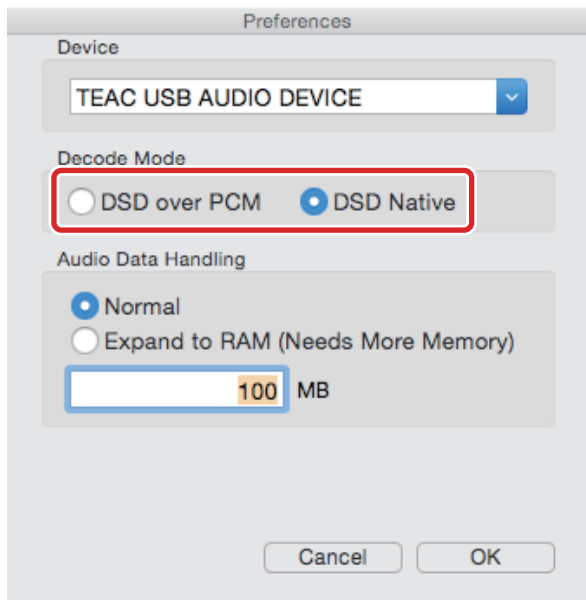 Preferences
Device
TEAC USB AUDIO DEVICE
Decode Mode
DSD over PCM DSD Native
Audio Data Handling
Normal
Expand to RAM (Needs More Memory)
100 MB
Cancel OK